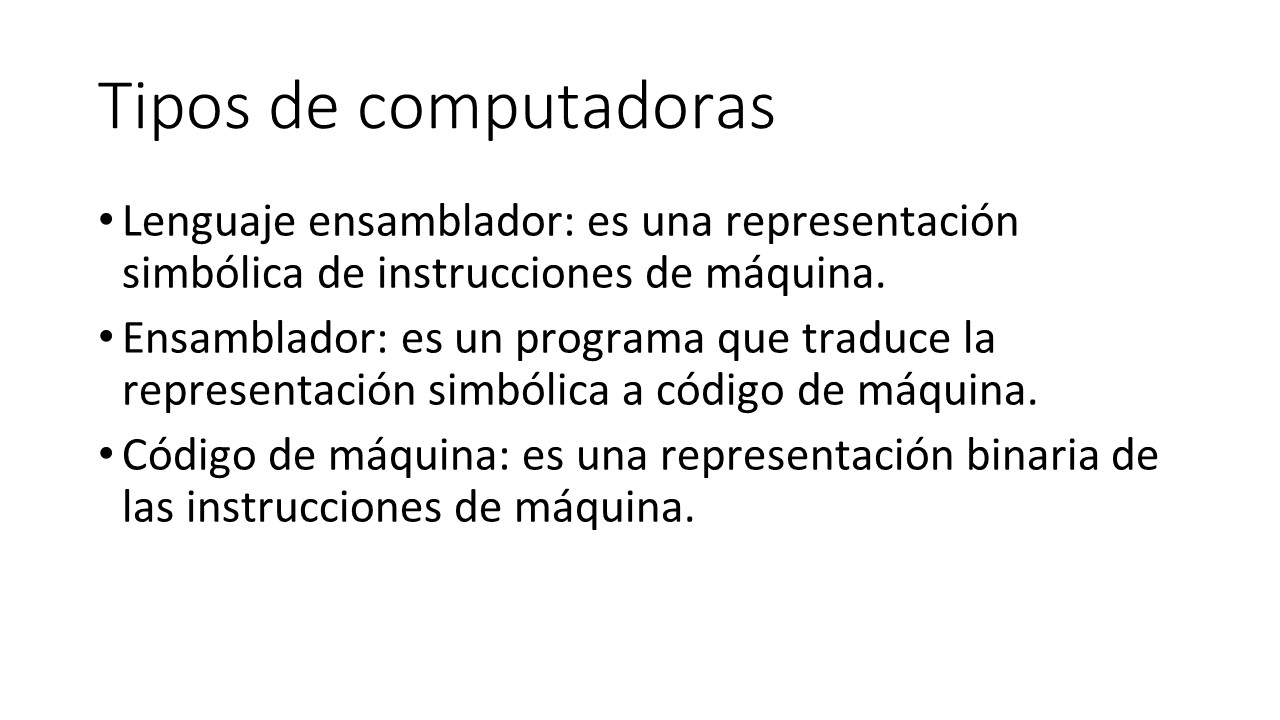 Tipos de computadoras
• Lenguaje ensamblador: es una representación
simbólica de instrucciones de máquina.
• Ensamblador: es un programa que traduce la
representación simbólica a código de máquina.
• Código de máquina: es una representación binaria de
las instrucciones de máquina.